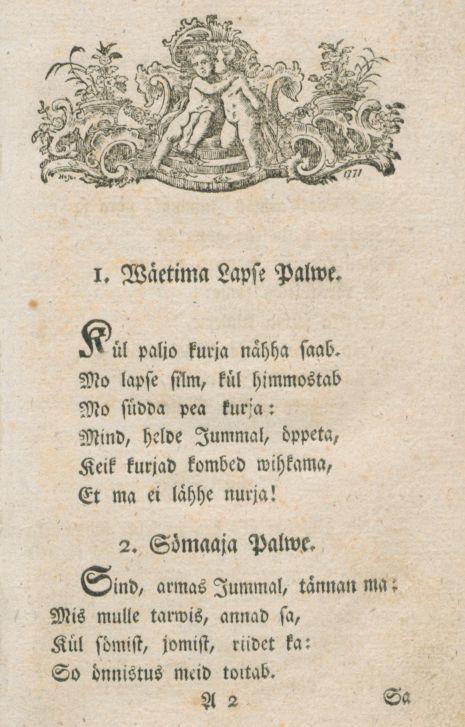 1771
1. Wäetima Lapse Palwe.
Kül paljo kurja nähha saab.
Mo lapse silm, kül himmostab
Mo südda pea kurja:
Mind, helde Jummal, öppeta,
Keik kurjad kombed wihkama,
Et ma ei lähhe nurja!
2. Sömaaja Palwe.
Sind, armas Jummal, tännan ma:
Mis mulle tarwis, annad sa,
Kül sömist, jomist, riidet ka:
So önnistus meid toitab.
A 2 Sa